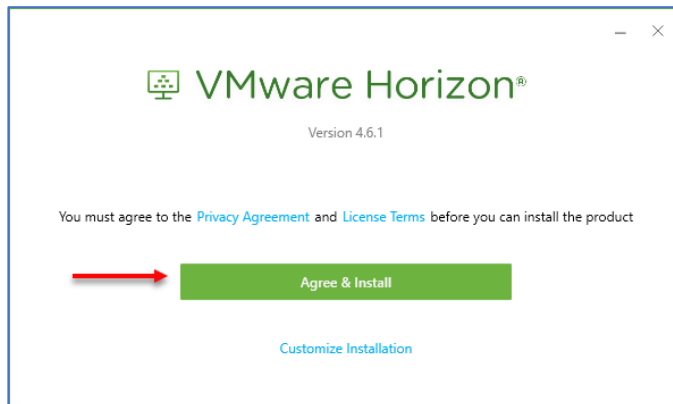 VMware Horizon®
Version 4.6.1
You must agree to the Privacy Agreement and License Terms before you can install the product
Agree & Install
Customize Installation